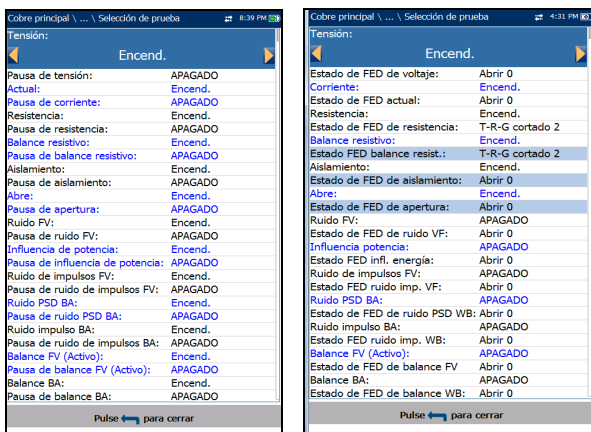 Cobre principal \ ... \ Selección de prueba 8:39 PM
Tensión:
Encend.
Pausa de tensión: APAGADO
Actual: Encend.
Pausa de corriente: APAGADO
Resistencia: Encend.
Pausa de resistencia: APAGADO
Balance resistivo: Encend.
Pausa de balance resistivo: APAGADO
Aislamiento: Encend.
Pausa de aislamiento: APAGADO
Abre: Encend.
Pausa de apertura: APAGADO
Ruido FV: Encend.
Pausa de ruido FV: APAGADO
Influencia de potencia: Encend.
Pausa de influencia de potencia: APAGADO
Ruido de impulsos FV: Encend.
Pausa de ruido de impulsos FV: APAGADO
Ruido PSD BA: Encend.
Pausa de ruido PSD BA: APAGADO
Ruido impulso BA: Encend.
Pausa de ruido de impulsos BA: APAGADO
Balance FV (Activo): Encend.
Pausa de balance FV (Activo): APAGADO
Balance BA: Encend.
Pausa de balance BA: APAGADO
Pulse para cerrar
Cobre principal \ ... \ Selección de prueba 4:31 PM
Tensión:
Encend.
Estado de FED de voltaje: Abrir 0
Corriente: Encend.
Estado de FED actual: Abrir 0
Resistencia: Encend.
Estado de FED de resistencia: T-R-G cortado 2
Balance resistivo: Encend.
Estado FED balance resist.: T-R-G cortado 2
Aislamiento: Encend.
Estado de FED de aislamiento: Abrir 0
Abre: Encend.
Estado de FED de apertura: Abrir 0
Ruido FV: APAGADO
Estado de FED de ruido VF: Abrir 0
Influencia potencia: APAGADO
Estado FED infl. energía: Abrir 0
Ruido de impulsos FV: APAGADO
Estado FED ruido imp. VF: Abrir 0
Ruido PSD BA: APAGADO
Estado de FED de ruido PSD WB: Abrir 0
Ruido impulso BA: APAGADO
Estado FED ruido imp. WB: Abrir 0
Balance FV (Activo): APAGADO
Estado de FED de balance FV Abrir 0
Balance BA: APAGADO
Estado de FED de balance WB: Abrir 0
Pulse para cerrar